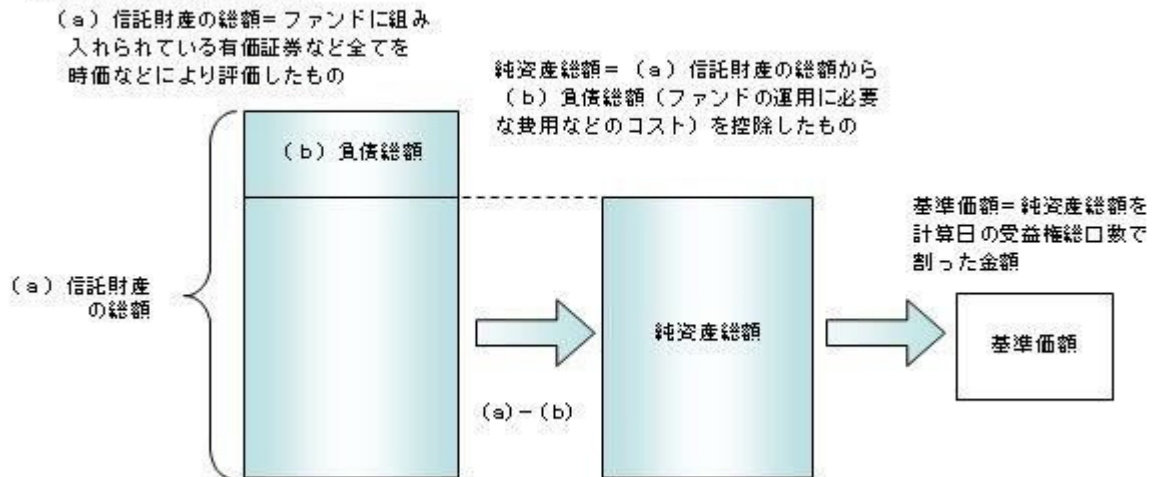 （a）信託財産の総額＝ファンドに組み
入れられている有価証券など全てを
時価などにより評価したもの
純資産総額＝（a）信託財産の総額から
（b）負債総額（ファンドの運用に必要
な費用などのコスト）を控除したもの
（b）負債総額
基準価額＝純資産総額を
計算日の受益権総口数で
割った金額
（a）信託財産
の総額
純資産総額
基準価額
(a)－(b)